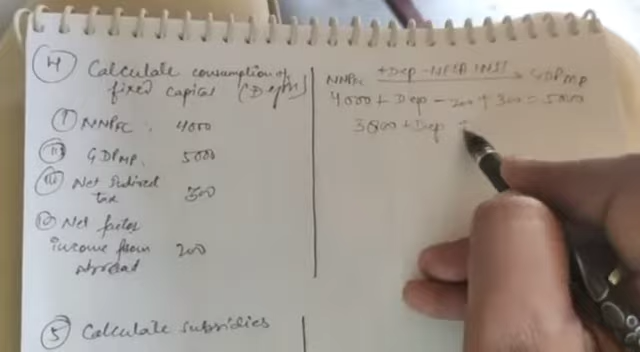 4 Calculate consumption of
fixed capital (Depn)
i NNPFC. 4000
ii GDPMP. 5000
iii Net Indirect
tax 300
iv Net factor
income from
abroad 200
5 Calculate subsidies
NNPFC +Dep -NFIA +NIT GDPMP
4000 + Dep - 200 + 300 = 5000
+ Dep